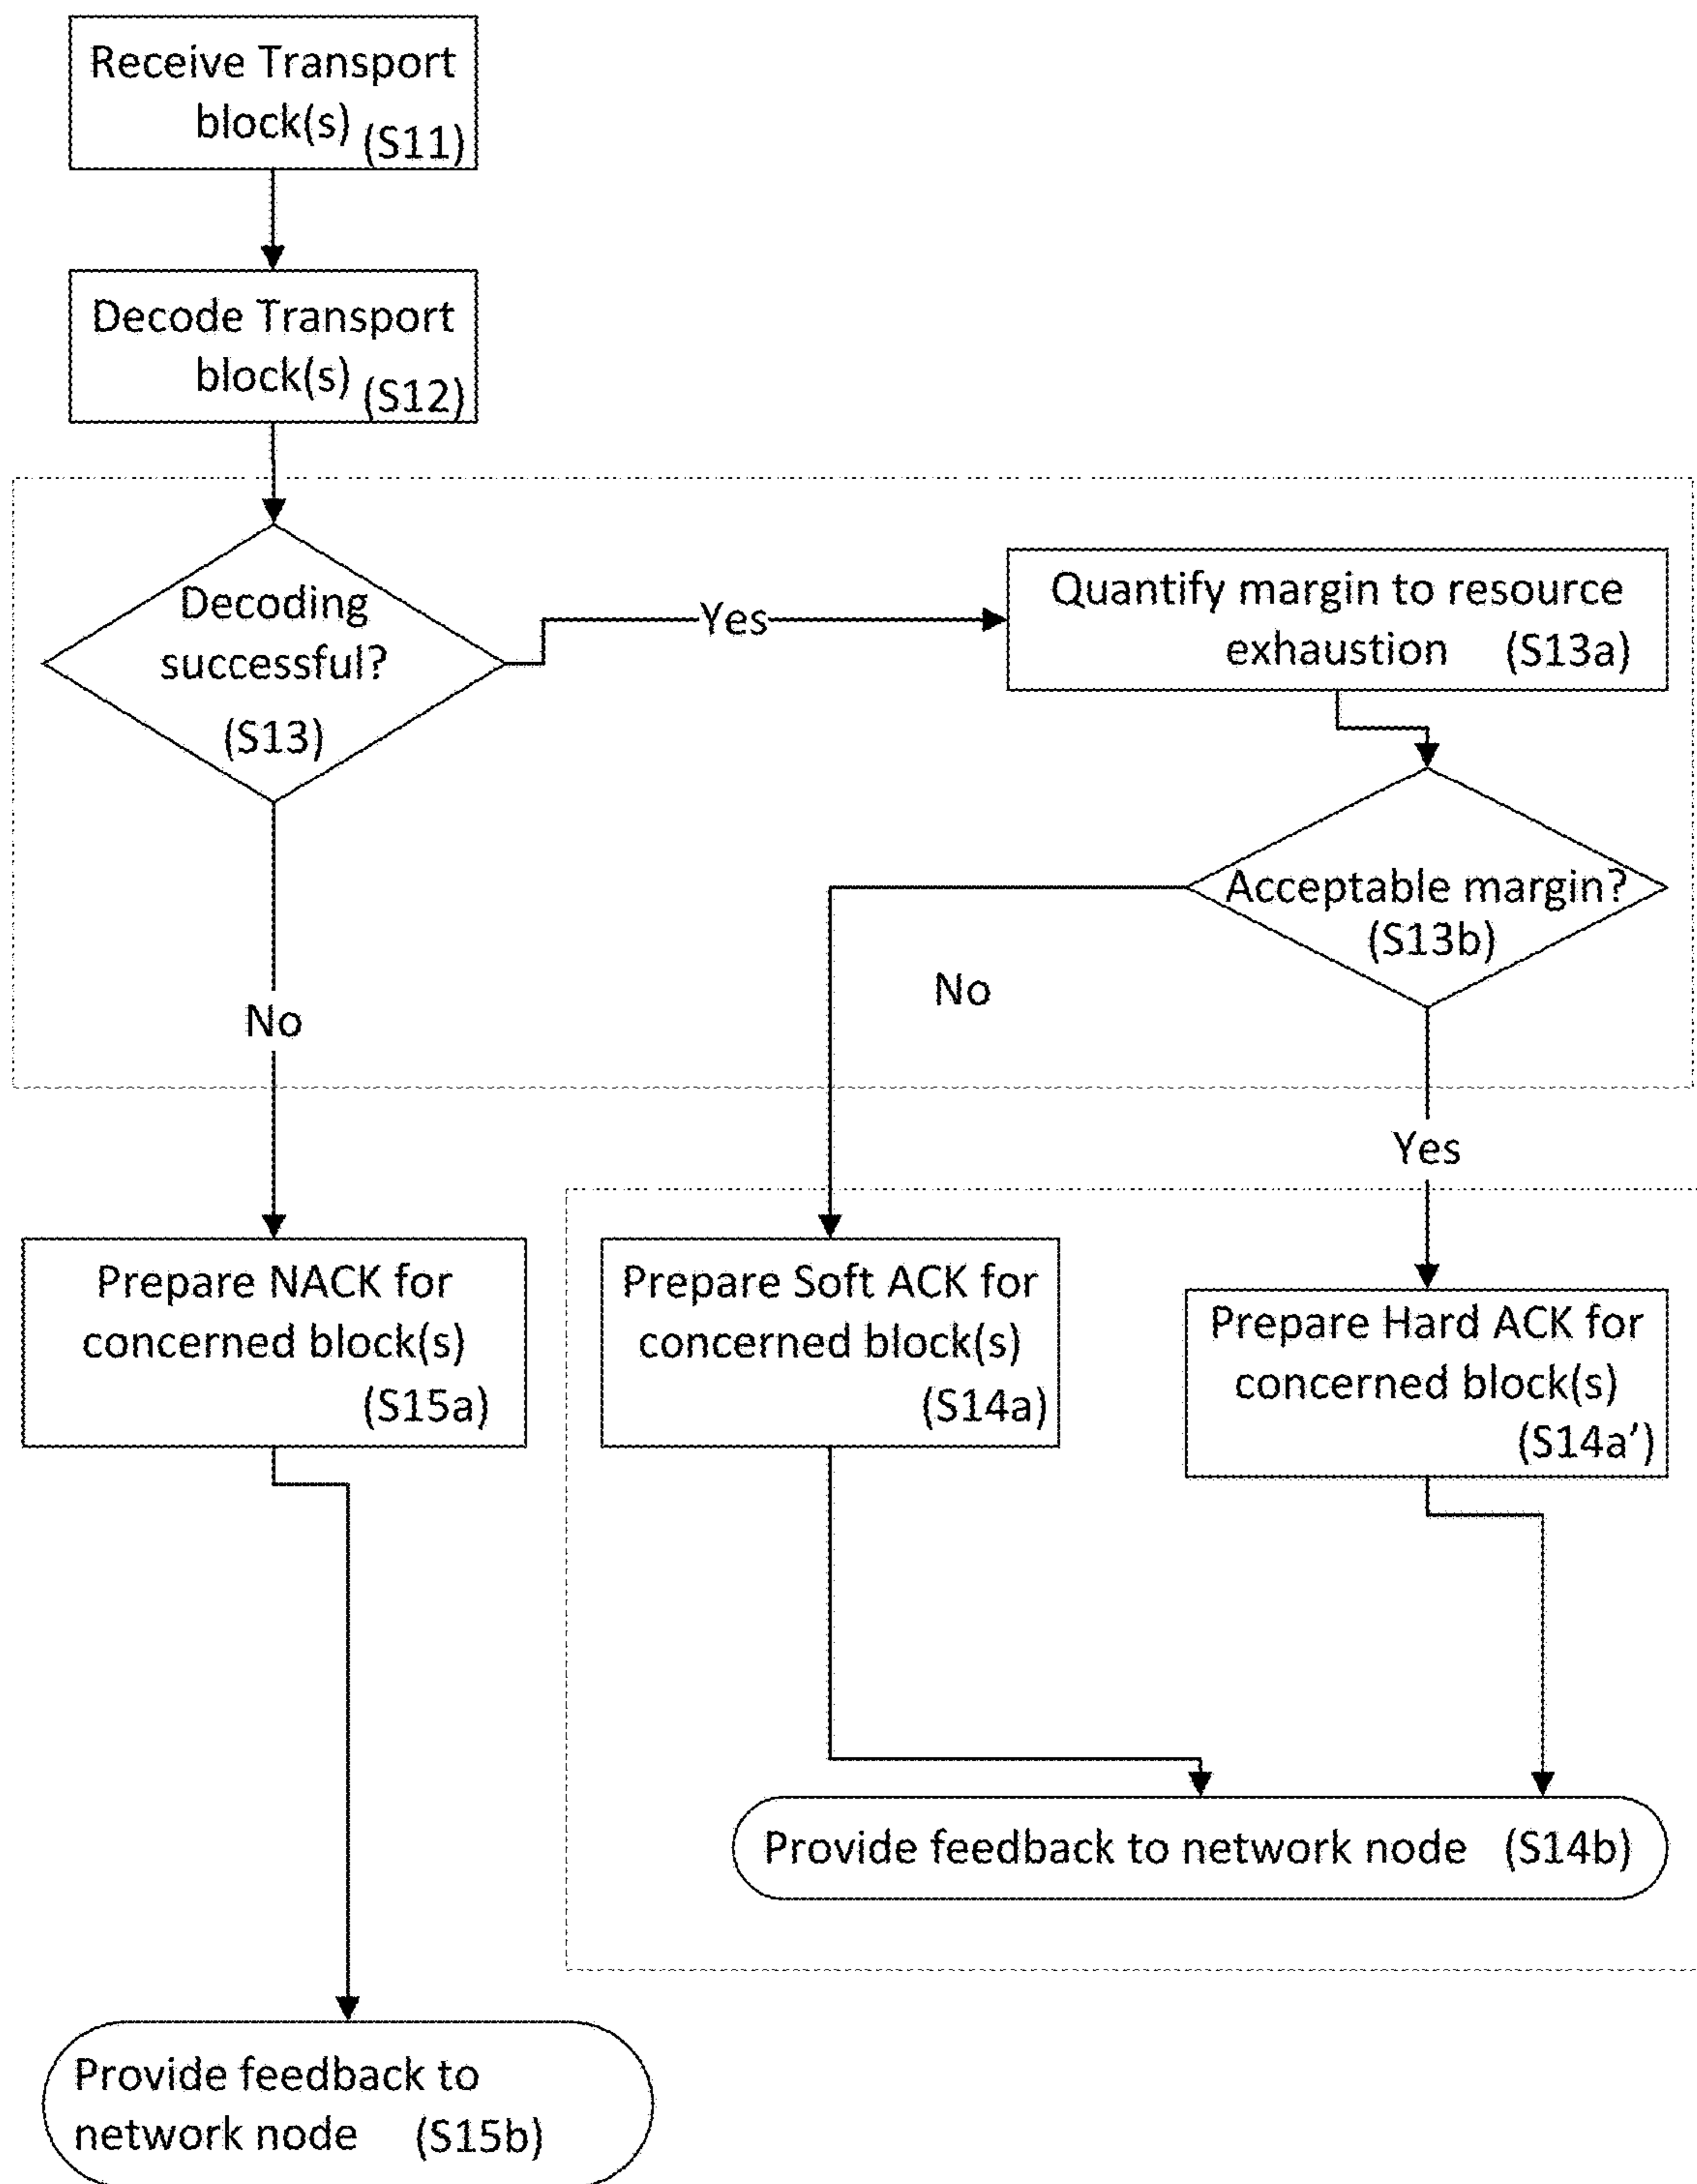 Receive Transport
block(s) (S11)
Decode Transport
block(s) (S12)
Decoding
successful?
(S13)
Yes
Quantify margin to resource
exhaustion (S13a)
Acceptable margin?
(S13b)
No
No
Yes
Prepare NACK for
concerned block(s)
(S15a)
Prepare Soft ACK for
concerned block(s)
(S14a)
Prepare Hard ACK for
concerned block(s)
(S14a’)
Provide feedback to network node (S14b)
Provide feedback to
network node (S15b)